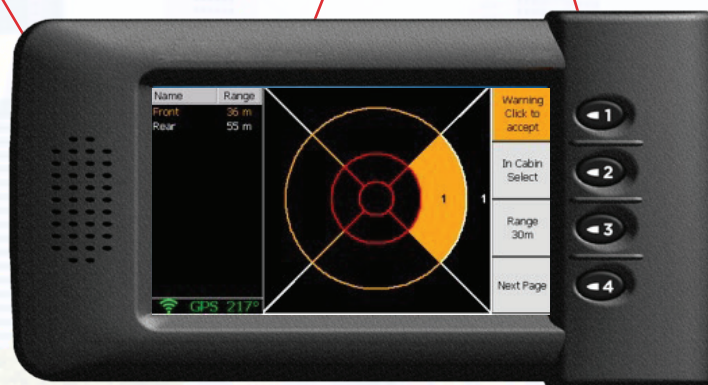 Name Range
Front 36 m
Rear 55 m
GPS 217°
1 1
Warning
Click to
accept
In Cabin
Select
Range
30m
Next Page
1
2
3
4